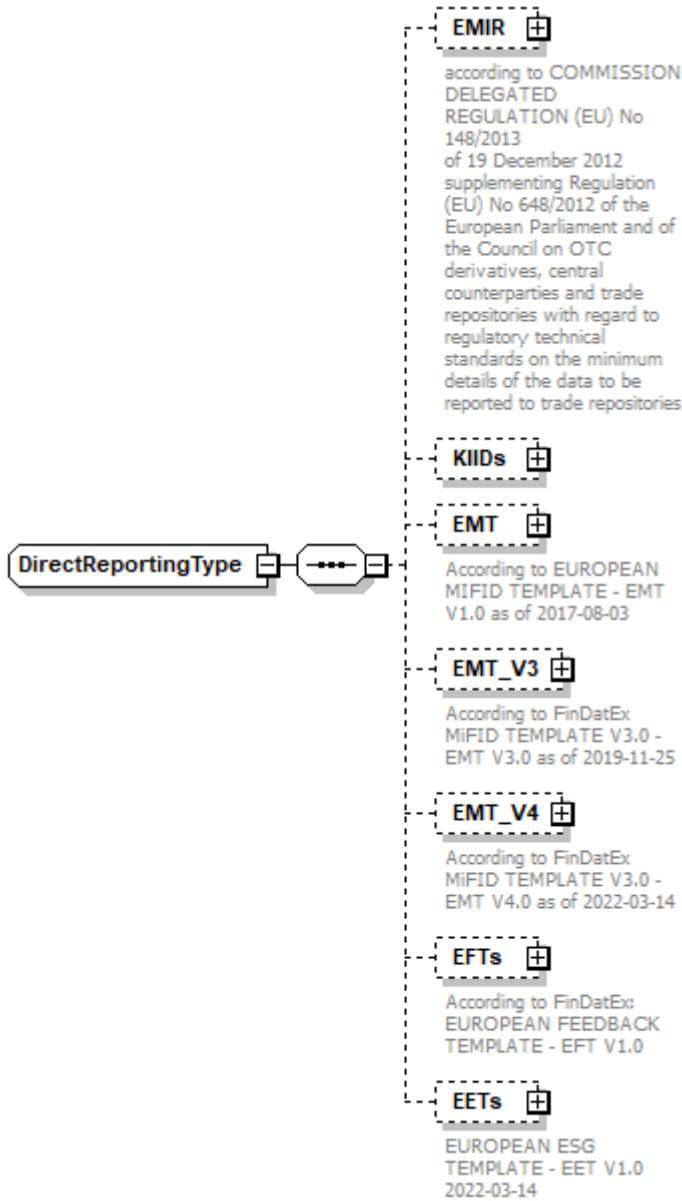 EMIR
according to COMMISSION
DELEGATED
REGULATION (EU) No
148/2013
of 19 December 2012
supplementing Regulation
(EU) No 648/2012 of the
European Parliament and of
the Council on OTC
derivatives, central
counterparties and trade
repositories with regard to
regulatory technical
standards on the minimum
details of the data to be
reported to trade repositories
KIIDs
EMT
According to EUROPEAN
MIFID TEMPLATE - EMT
V1.0 as of 2017-08-03
DirectReportingType
EMT_V3
According to FinDatEx
MiFID TEMPLATE V3.0 -
EMT V3.0 as of 2019-11-25
EMT_V4
According to FinDatEx
MiFID TEMPLATE V3.0 -
EMT V4.0 as of 2022-03-14
EFTs
According to FinDatEx:
EUROPEAN FEEDBACK
TEMPLATE - EFT V1.0
EETs
EUROPEAN ESG
TEMPLATE - EET V1.0
2022-03-14